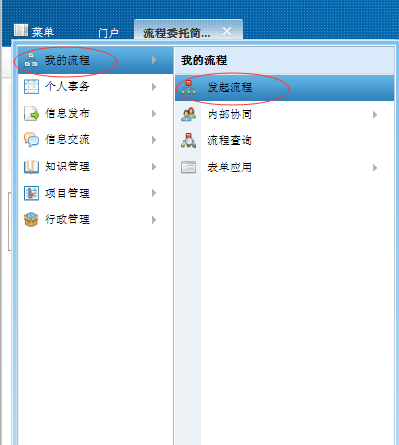 菜单 门户 流程委托简...
我的流程
个人事务
信息发布
信息交流
知识管理
项目管理
行政管理
我的流程
发起流程
内部协同
流程查询
表单应用